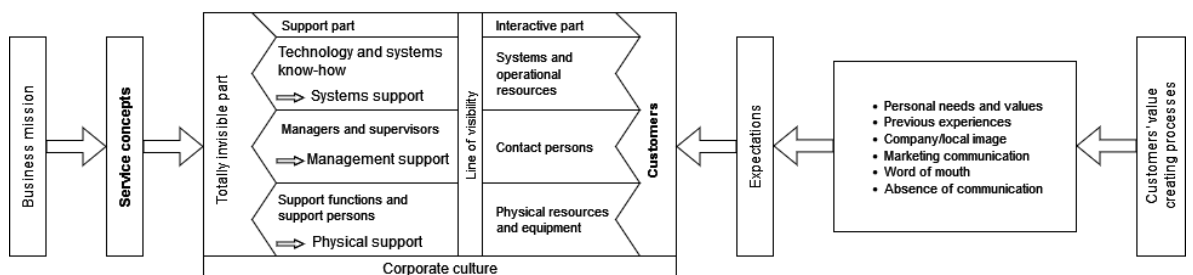 Business mission
Service concepts
Totally invisible part
Support part
Technology and systems
know-how
Systems support
Managers and supervisors
Management support
Support functions and
support persons
Physical support
Line of visibility
Interactive part
Systems and
operational
resources
Contact persons
Physical resources
and equipment
Customers
Corporate culture
Expectations
• Personal needs and values
• Previous experiences
• Company/local image
• Marketing communication
• Word of mouth
• Absence of communication
Customers' value
creating processes